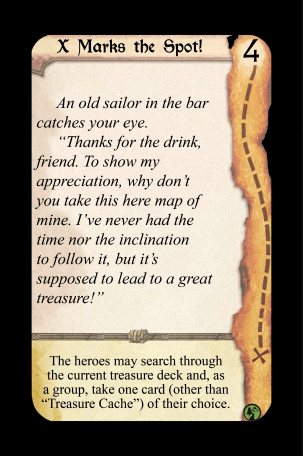 X Marks the Spot!
4
An old sailor in the bar
catches your eye.
“Thanks for the drink,
friend. To show my
appreciation, why don’t
you take this here map of
mine. I’ve never had the
time nor the inclination
to follow it, but it’s
supposed to lead to a great
treasure!”
The heroes may search through
the current treasure deck and, as
a group, take one card (other than
“Treasure Cache”) of their choice.